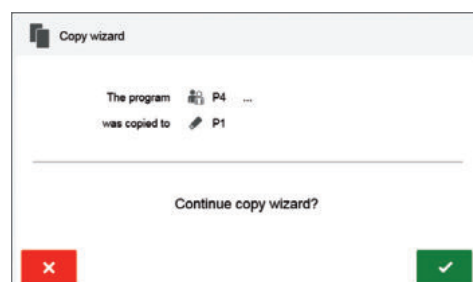 Copy wizard
The program P4 ...
was copied to P1
Continue copy wizard?